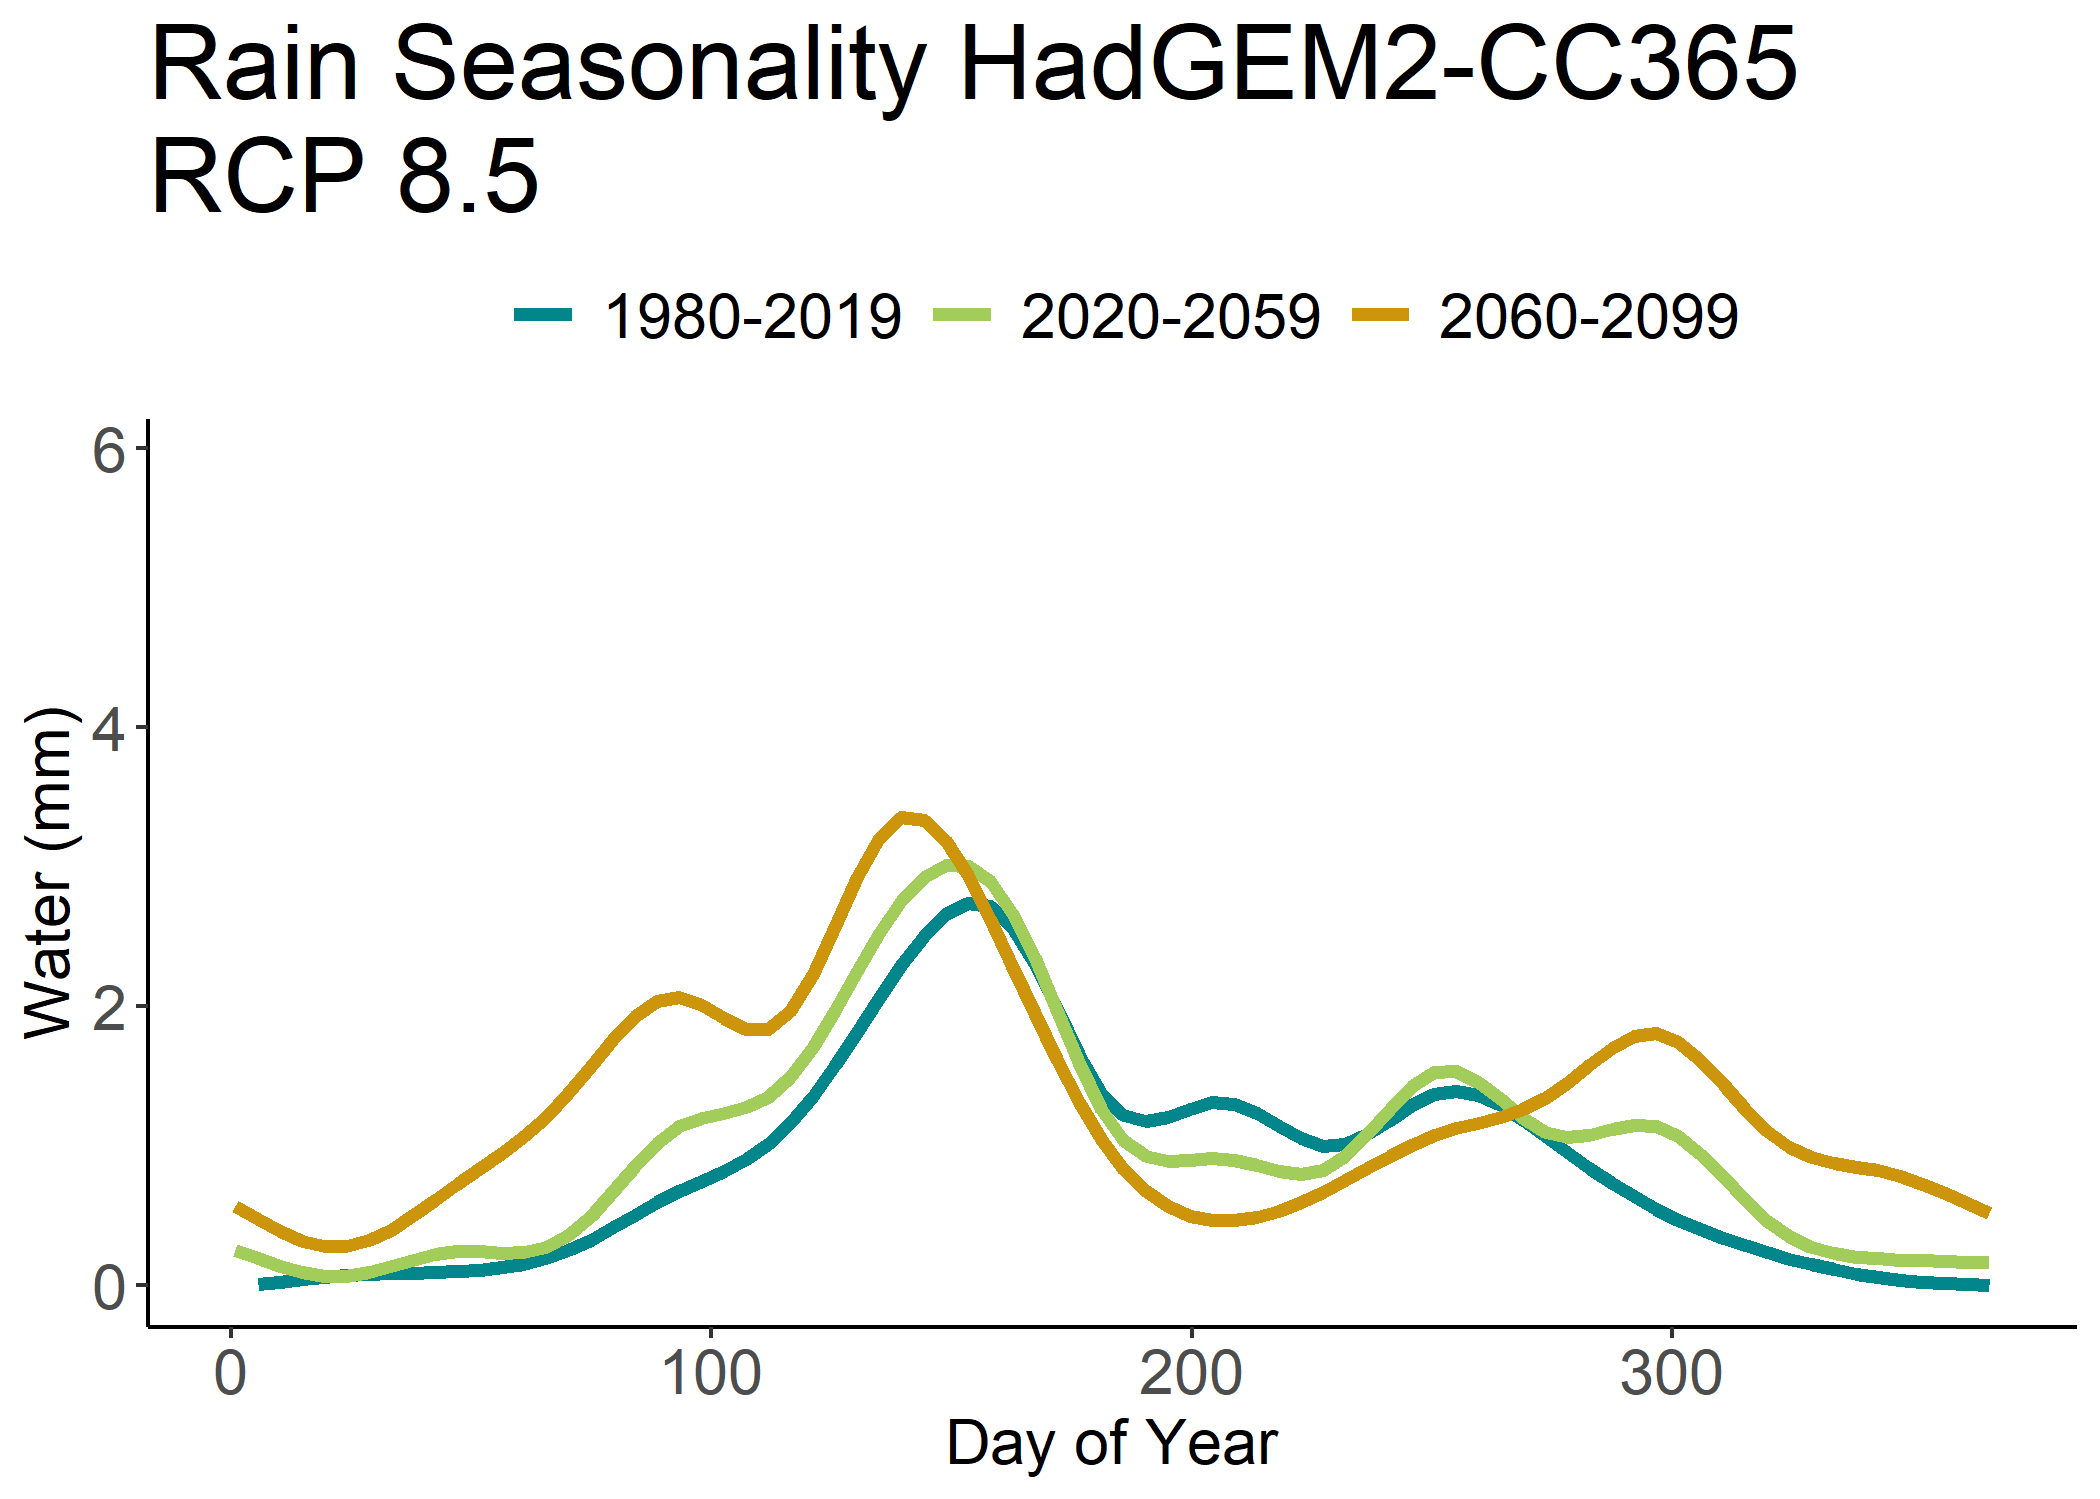 Rain Seasonality HadGEM2-CC365
RCP 8.5
1980-2019 2020-2059 2060-2099
6
4
2
0
Water (mm)
0 100 200 300
Day of Year